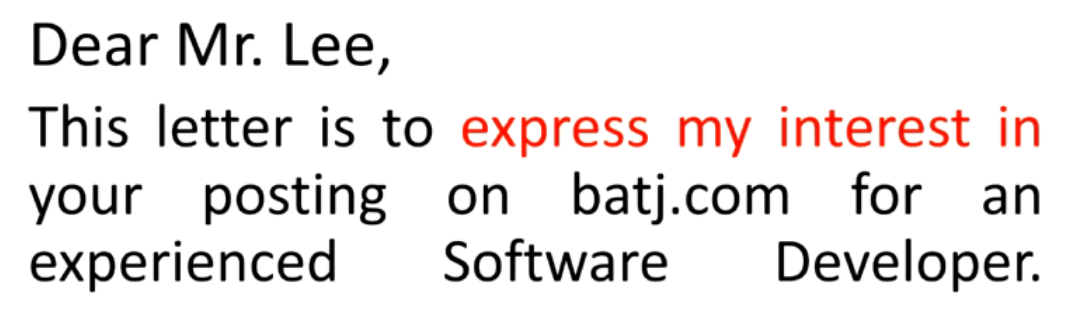 Dear Mr. Lee,
This letter is to express my interest in
your posting on batj.com for an
experienced Software Developer.